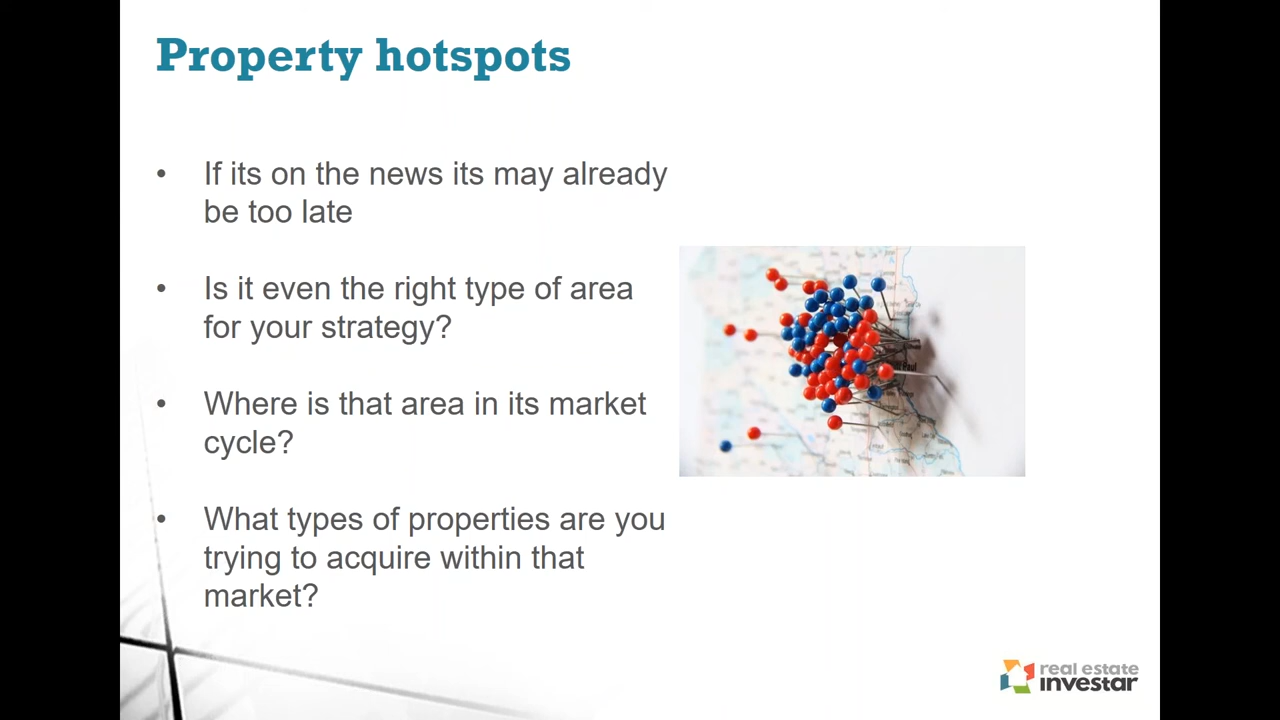 Property hotspots
• If its on the news its may already
be too late
• Is it even the right type of area
for your strategy?
• Where is that area in its market
cycle?
• What types of properties are you
trying to acquire within that
market?
Paul
real estate
investar